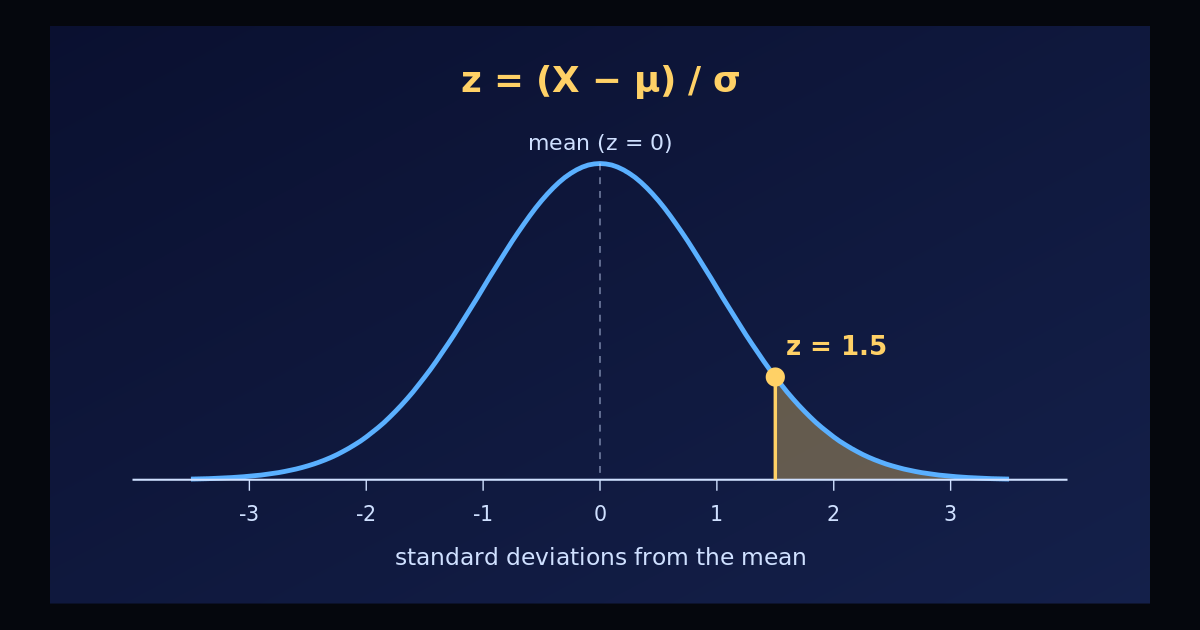 z = (X − μ) / σ
mean (z = 0)
z = 1.5
-3 -2 -1 0 1 2 3
standard deviations from the mean